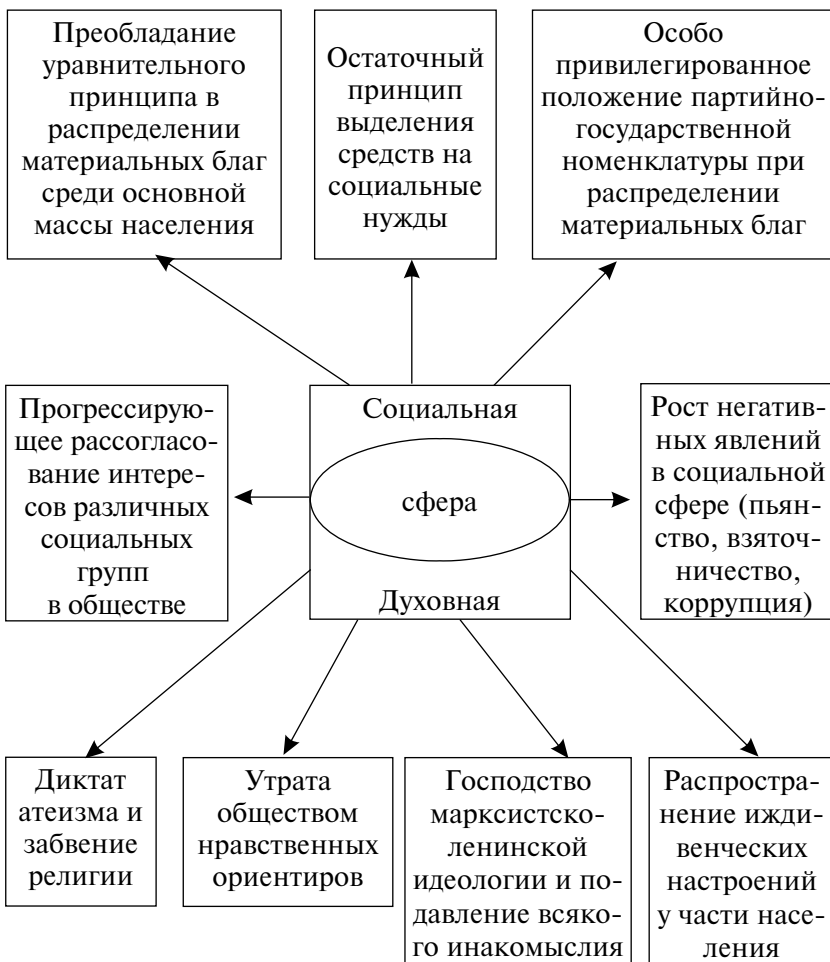 Преобладание
уравнительного
принципа в
распределении
материальных благ
среди основной
массы населения
Остаточный
принцип
выделения
средств на
социальные
нужды
Особо
привилегированное
положение партийно-
государственной
номенклатуры при
распределении
материальных благ
Прогрессирую-
щее рассогласо-
вание интере-
сов различных
социальных
групп
в обществе
Социальная
сфера
Духовная
Рост негатив-
ных явлений
в социальной
сфере (пьян-
ство, взяточ-
ничество,
коррупция)
Диктат
атеизма и
забвение
религии
Утрата
обществом
нравственных
ориентиров
Господство
марксистско-
ленинской
идеологии и по-
давление всяко-
го инакомыслия
Распростра-
нение ижди-
венческих
настроений
у части насе-
ления